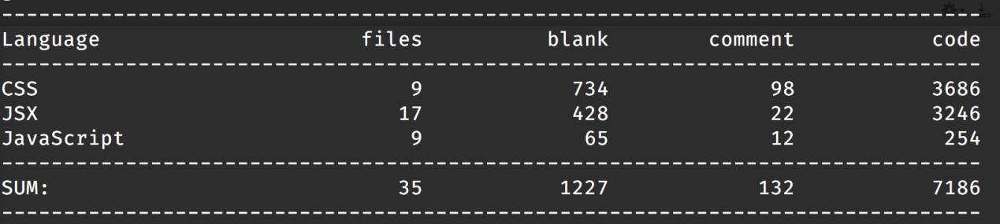 -------------------------------------------------------------------------------
Language                     files          blank        comment           code
-------------------------------------------------------------------------------
CSS                              9            734             98           3686
JSX                             17            428             22           3246
JavaScript                       9             65             12            254
-------------------------------------------------------------------------------
SUM:                            35           1227            132           7186
-------------------------------------------------------------------------------